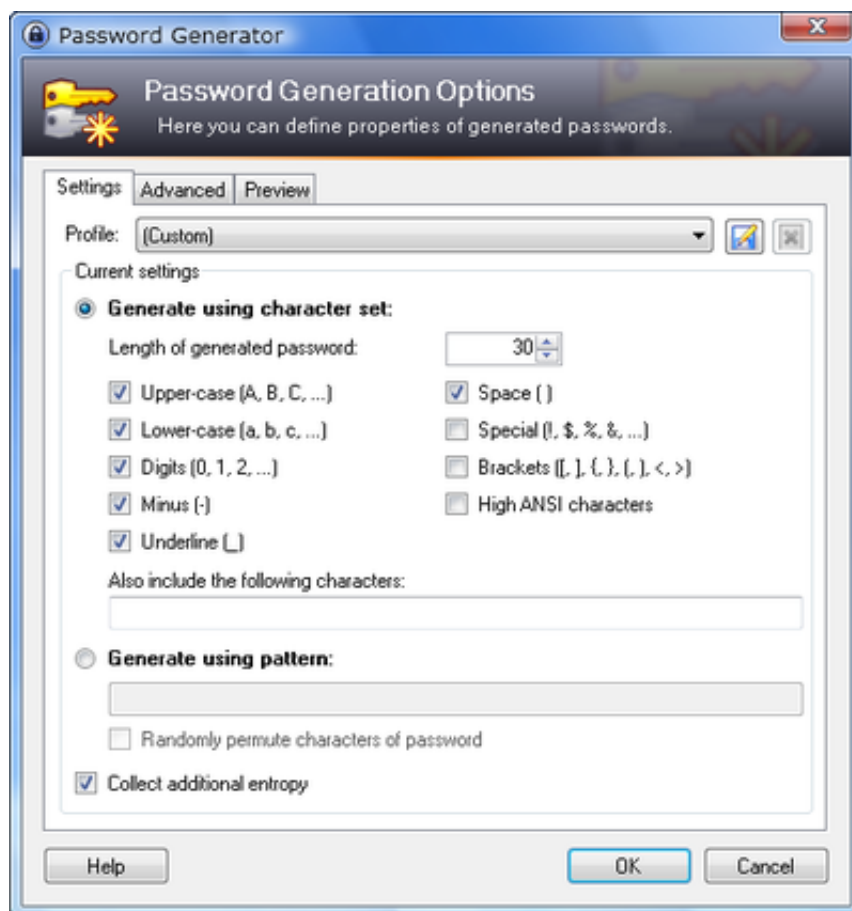 Password Generator
Password Generation Options
Here you can define properties of generated passwords.
Settings Advanced Preview
Profile: (Custom)
Current settings
Generate using character set:
Length of generated password: 30
Upper-case (A, B, C, ...) Space ( )
Lower-case (a, b, c, ...) Special (!, $, %, &, ...)
Digits (0, 1, 2, ...) Brackets ([, ], {, }, (, ), <, >)
Minus (-) High ANSI characters
Underline (_)
Also include the following characters:
Generate using pattern:
Randomly permute characters of password
Collect additional entropy
Help OK Cancel